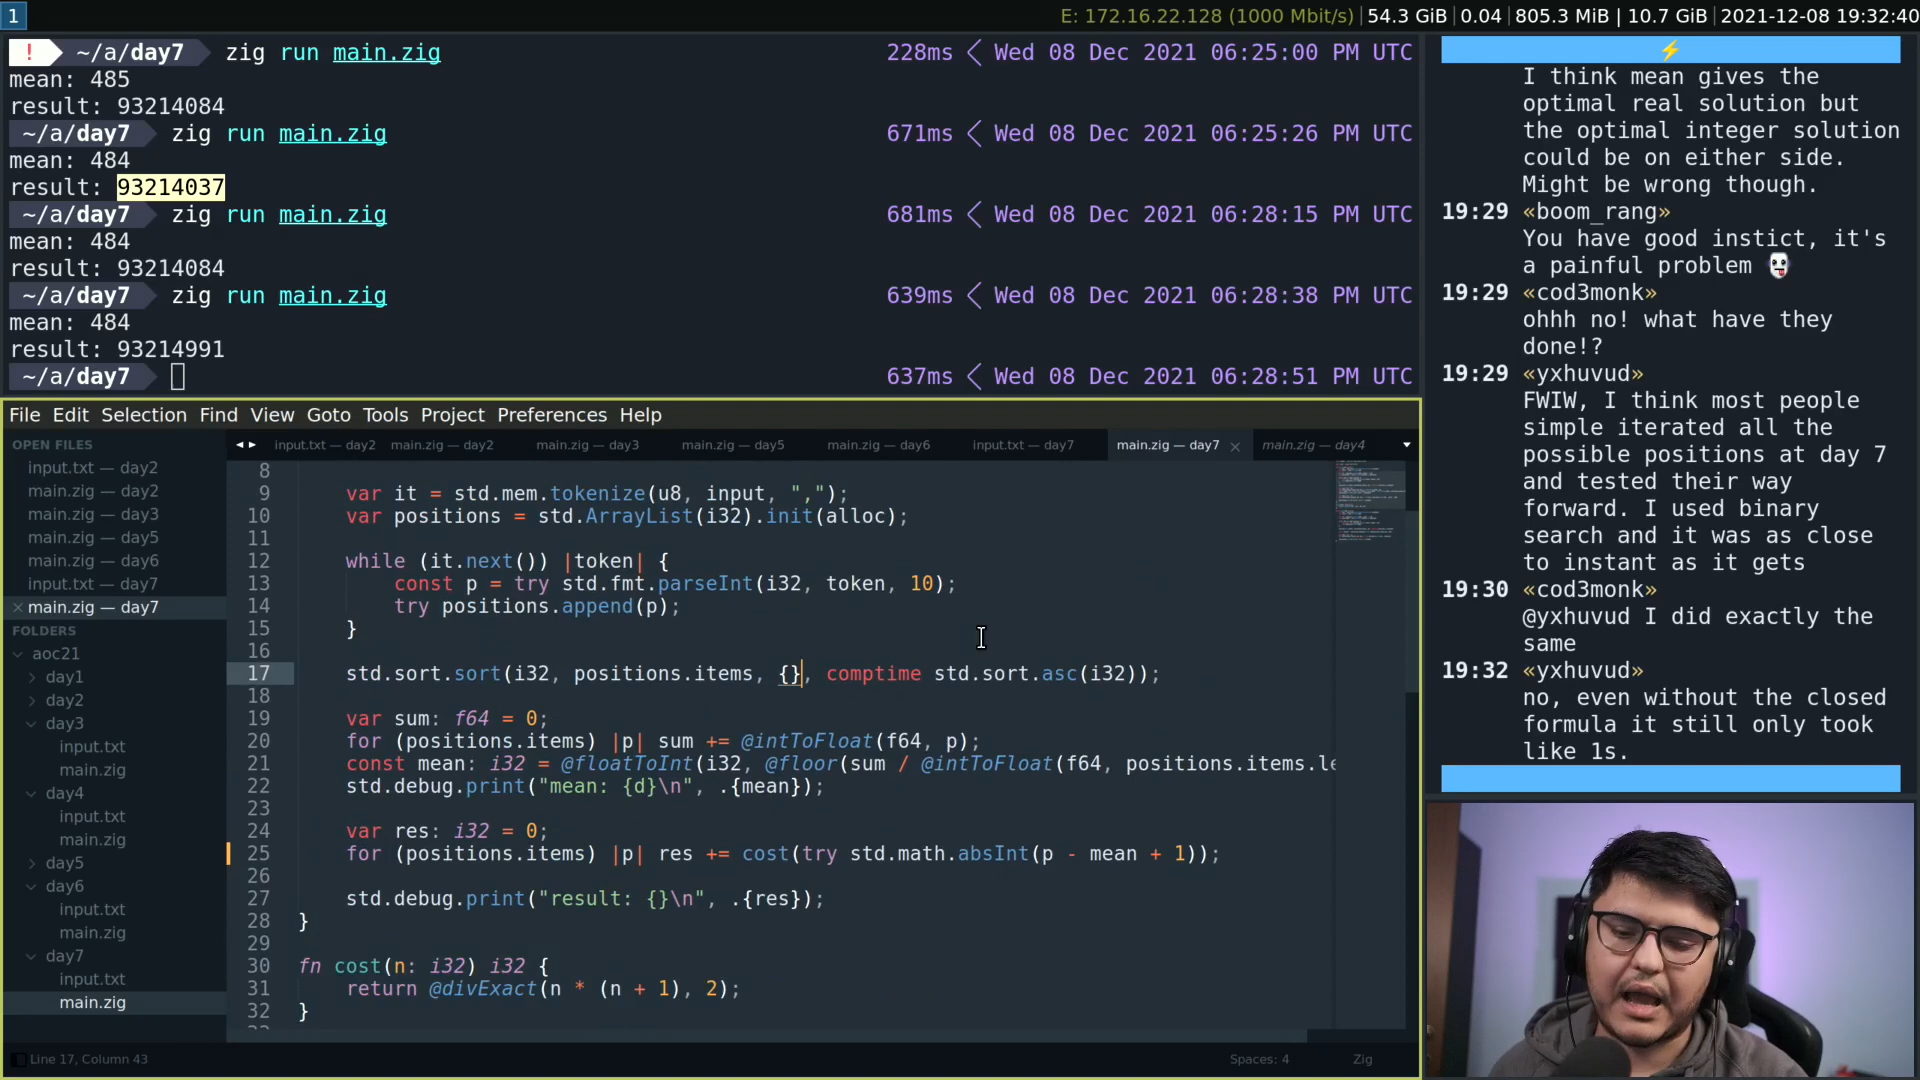 1
E: 172.16.22.128 (1000 Mbit/s) | 54.3 GiB | 0.04 | 805.3 MiB | 10.7 GiB | 2021-12-08 19:32:40
! ~/a/day7 zig run main.zig 228ms Wed 08 Dec 2021 06:25:00 PM UTC
mean: 485
result: 93214084
~/a/day7 zig run main.zig 671ms Wed 08 Dec 2021 06:25:26 PM UTC
mean: 484
result: 93214037
~/a/day7 zig run main.zig 681ms Wed 08 Dec 2021 06:28:15 PM UTC
mean: 484
result: 93214084
~/a/day7 zig run main.zig 639ms Wed 08 Dec 2021 06:28:38 PM UTC
mean: 484
result: 93214991
~/a/day7 637ms Wed 08 Dec 2021 06:28:51 PM UTC
File Edit Selection Find View Goto Tools Project Preferences Help
OPEN FILES
input.txt — day2
main.zig — day2
main.zig — day3
main.zig — day5
main.zig — day6
input.txt — day7
main.zig — day7
FOLDERS
aoc21
day1
day2
day3
input.txt
main.zig
day4
input.txt
main.zig
day5
day6
input.txt
main.zig
day7
input.txt
main.zig
input.txt — day2 main.zig — day2 main.zig — day3 main.zig — day5 main.zig — day6 input.txt — day7 main.zig — day7 main.zig — day4
8
9 var it = std.mem.tokenize(u8, input, ",");
10 var positions = std.ArrayList(i32).init(alloc);
11
12 while (it.next()) |token| {
13 const p = try std.fmt.parseInt(i32, token, 10);
14 try positions.append(p);
15 }
16
17 std.sort.sort(i32, positions.items, {}, comptime std.sort.asc(i32));
18
19 var sum: f64 = 0;
20 for (positions.items) |p| sum += @intToFloat(f64, p);
21 const mean: i32 = @floatToInt(i32, @floor(sum / @intToFloat(f64, positions.items.le
22 std.debug.print("mean: {d}\n", .{mean});
23
24 var res: i32 = 0;
25 for (positions.items) |p| res += cost(try std.math.absInt(p - mean + 1));
26
27 std.debug.print("result: {}\n", .{res});
28 }
29
30 fn cost(n: i32) i32 {
31 return @divExact(n * (n + 1), 2);
32 }
Line 17, Column 43 Spaces: 4 Zig
I think mean gives the
optimal real solution but
the optimal integer solution
could be on either side.
Might be wrong though.
19:29 «boom_rang»
You have good instict, it's
a painful problem
19:29 «cod3monk»
ohhh no! what have they
done!?
19:29 «yxhuvud»
FWIW, I think most people
simple iterated all the
possible positions at day 7
and tested their way
forward. I used binary
search and it was as close
to instant as it gets
19:30 «cod3monk»
@yxhuvud I did exactly the
same
19:32 «yxhuvud»
no, even without the closed
formula it still only took
like 1s.